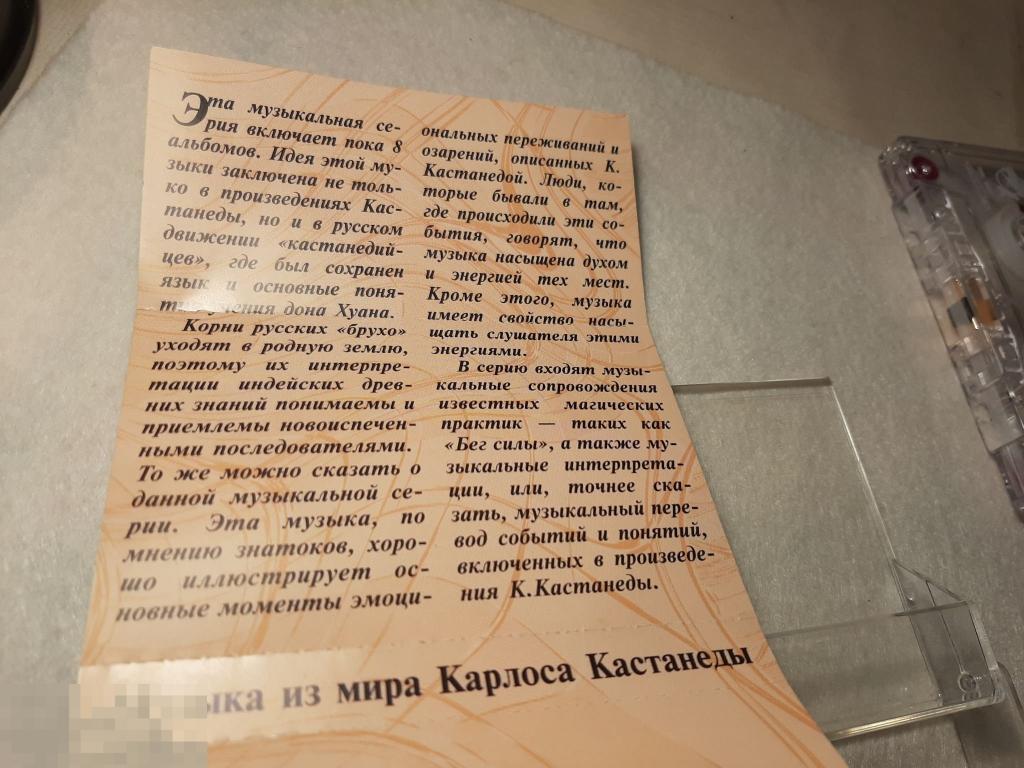 Эта музыкальная се-
рия включает пока 8
альбомов. Идея этой му-
зыки заключена не толь-
ко в произведениях Кас-
танеды, но и в русском
движении «кастанедий-
цев», где был сохранен
язык и основные поня-
дона Хуана.
Корни русских «брухо»
уходят в родную землю,
поэтому их интерпре-
тации индейских древ-
них знаний понимаемы и
приемлемы новоиспечен-
ными последователями.
То же можно сказать о
данной музыкальной се-
рии. Эта музыка, по
мнению знатоков, хоро-
шо иллюстрирует ос-
новные моменты эмоци-
ональных переживаний и
озарений, описанных К.
Кастанедой. Люди, ко-
торые бывали в там,
где происходили эти со-
бытия, говорят, что
музыка насыщена духом
и энергией тех мест.
Кроме этого, музыка
имеет свойство насы-
щать слушателя этими
энергиями.
В серию входят музы-
кальные сопровождения
известных магических
практик — таких как
«Бег силы», а также му-
зыкальные интерпрета-
ции, или, точнее ска-
зать, музыкальный пере-
вод событий и понятий,
включенных в произведе-
ния К.Кастанеды.
из мира Карлоса Кастанеды